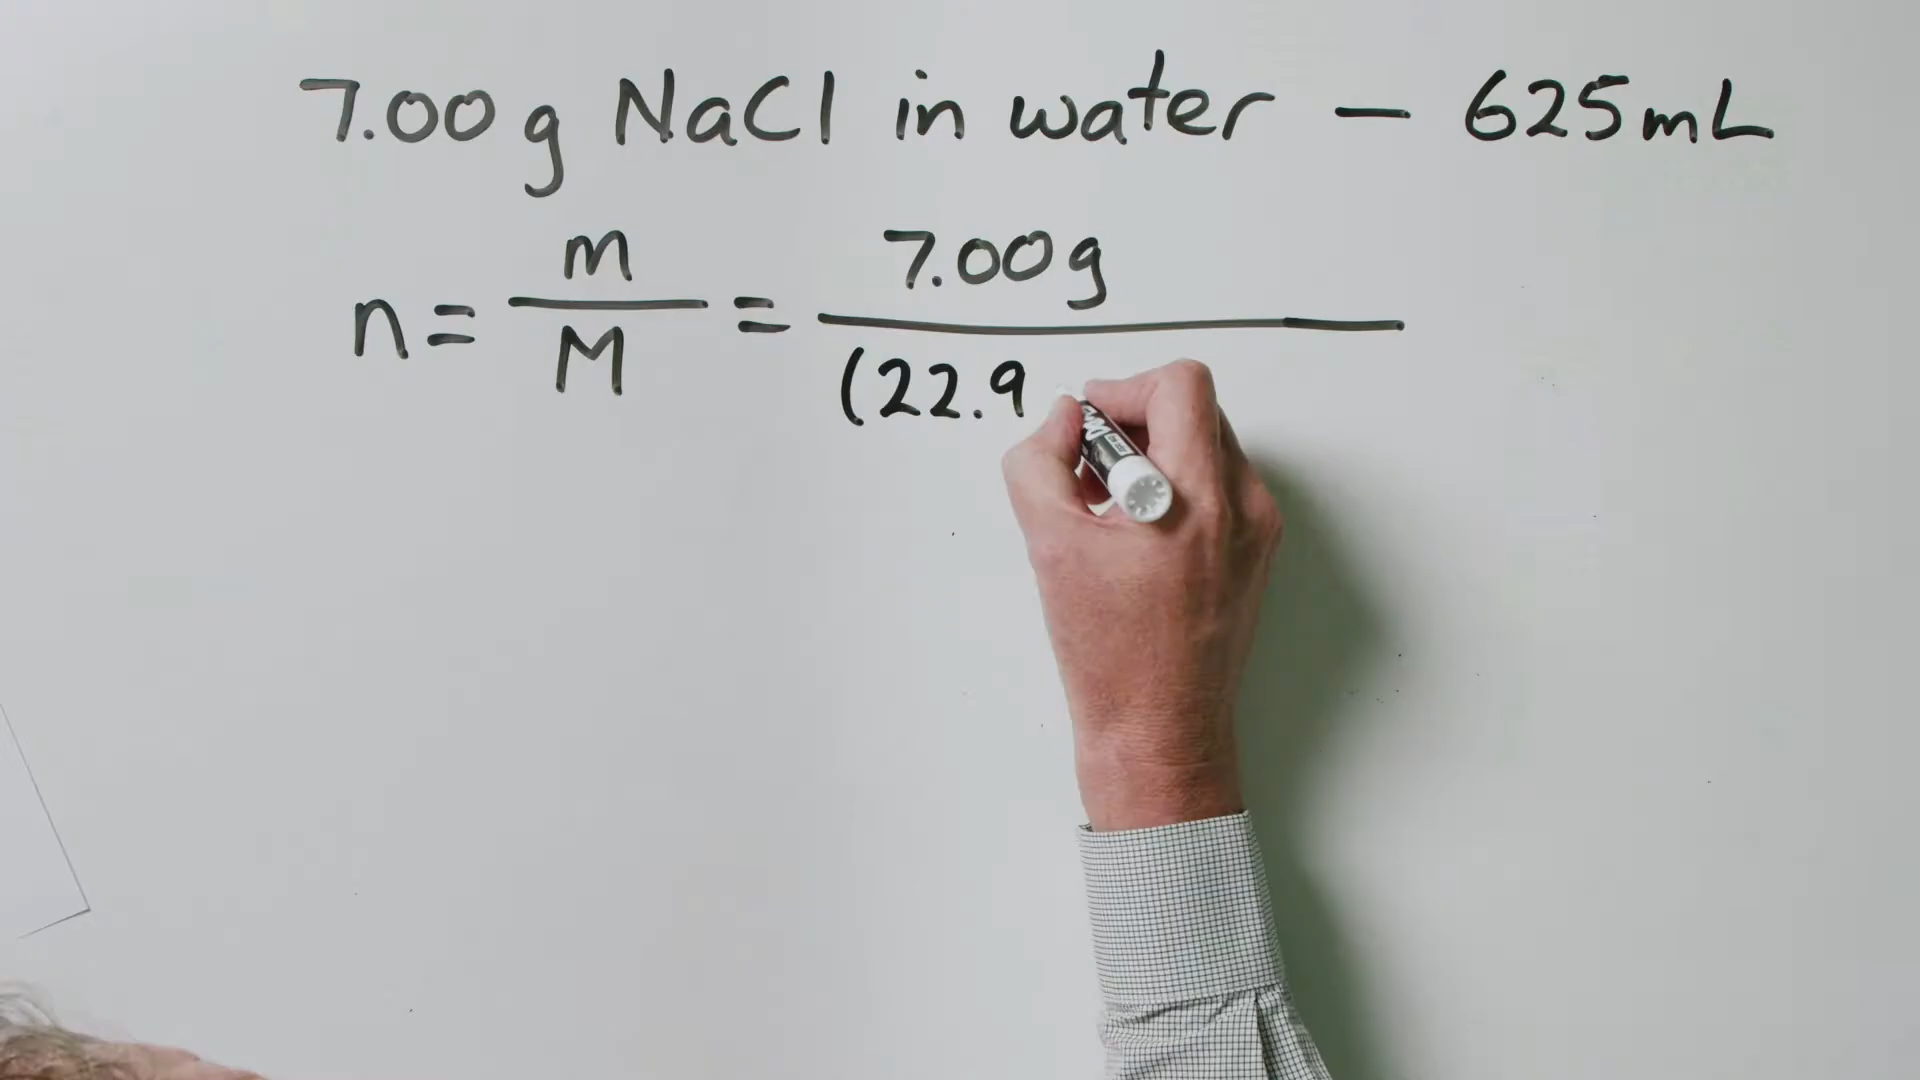 7.00 g NaCl in water — 625 mL
n = m/M = 7.00 g/(22.9